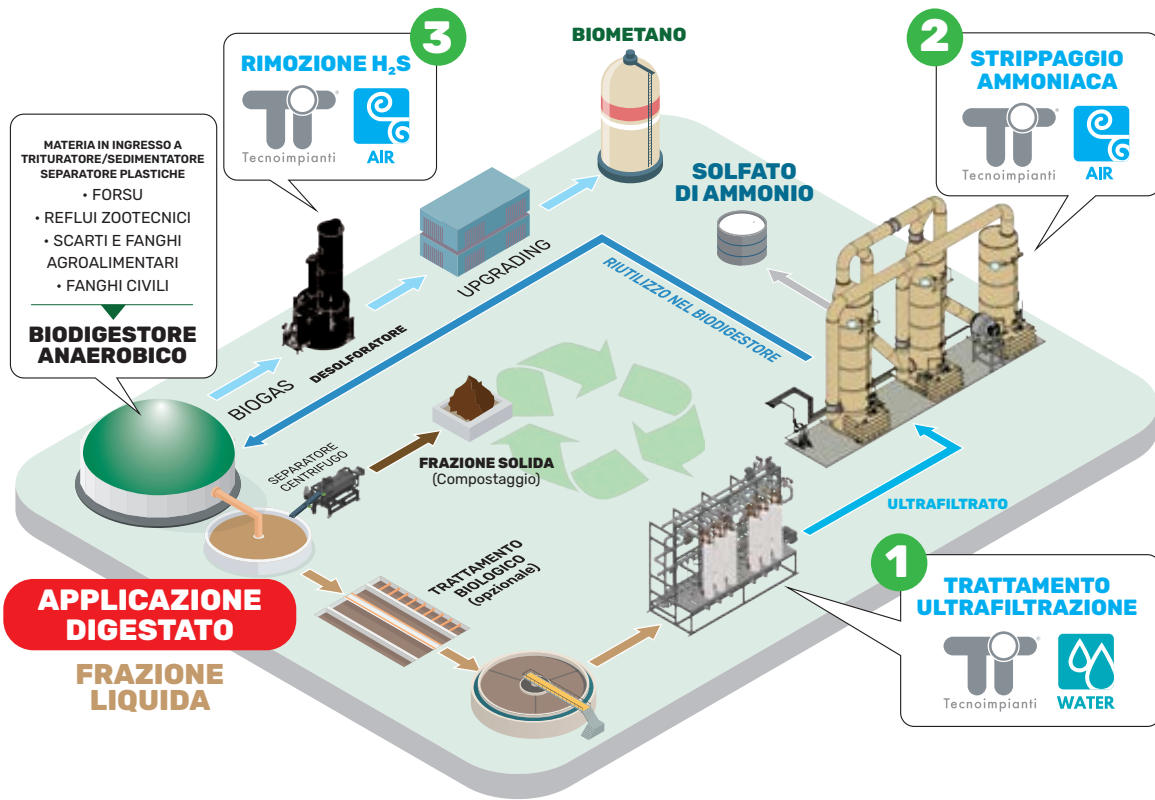 3
RIMOZIONE H₂S
Tecnoimpianti
AIR
BIOMETANO
2
STRIPPAGGIO
AMMONIACA
Tecnoimpianti
AIR
MATERIA IN INGRESSO A
TRITURATORE/SEDIMENTATORE
SEPARATORE PLASTICHE
• FORSU
• REFLUI ZOOTECNICI
• SCARTI E FANGHI
AGROALIMENTARI
• FANGHI CIVILI
BIODIGESTORE
ANAEROBICO
SOLFATO
DI AMMONIO
UPGRADING
RIUTILIZZO NEL BIODIGESTORE
DESOLFORATORE
BIOGAS
SEPARATORE
CENTRIFUGO
FRAZIONE SOLIDA
(Compostaggio)
ULTRAFILTRATO
TRATTAMENTO
BIOLOGICO
(opzionale)
APPLICAZIONE
DIGESTATO
FRAZIONE
LIQUIDA
1
TRATTAMENTO
ULTRAFILTRAZIONE
Tecnoimpianti
WATER